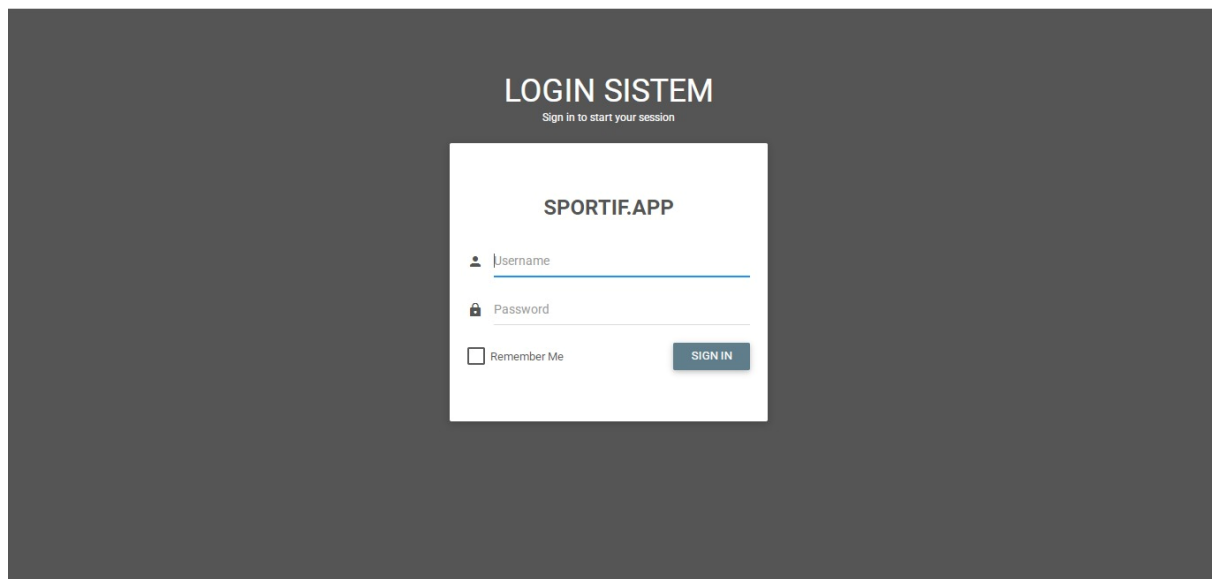 LOGIN SISTEM
Sign in to start your session
SPORTIF.APP
Username
Password
Remember Me
SIGN IN